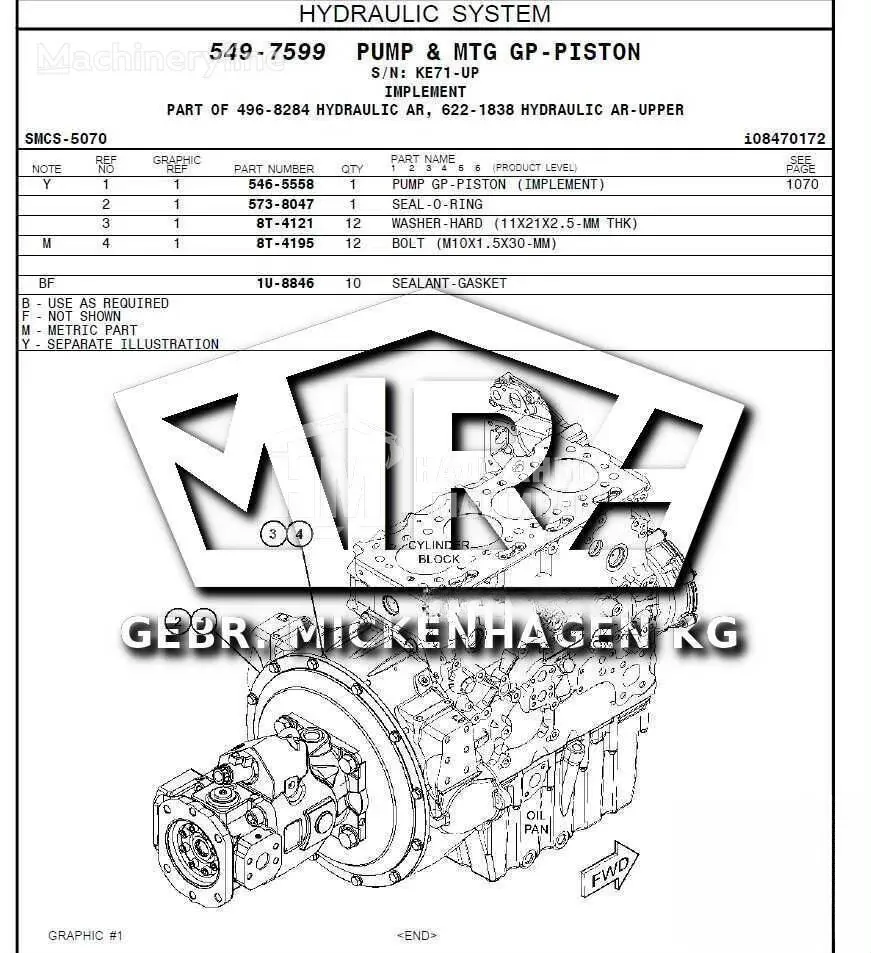 HYDRAULIC SYSTEM
Machineryline
549-7599 PUMP & MTG GP-PISTON
S/N: KE71-UP
IMPLEMENT
PART OF 496-8284 HYDRAULIC AR, 622-1838 HYDRAULIC AR-UPPER
SMCS-5070 i08470172
NOTE REF NO GRAPHIC REF PART NUMBER QTY PART NAME 1 2 3 4 5 6 (PRODUCT LEVEL) SEE PAGE
Y 1 1 546-5558 1 PUMP GP-PISTON (IMPLEMENT) 1070
2 1 573-8047 1 SEAL-O-RING
3 1 8T-4121 12 WASHER-HARD (11X21X2.5-MM THK)
M 4 1 8T-4195 12 BOLT (M10X1.5X30-MM)
BF 1U-8846 10 SEALANT-GASKET
B - USE AS REQUIRED
F - NOT SHOWN
M - METRIC PART
Y - SEPARATE ILLUSTRATION
MIRA
3 4
CYLINDER
BLOCK
2
GEBR. MICKENHAGEN KG
OIL
PAN
FWD
GRAPHIC #1 <END>